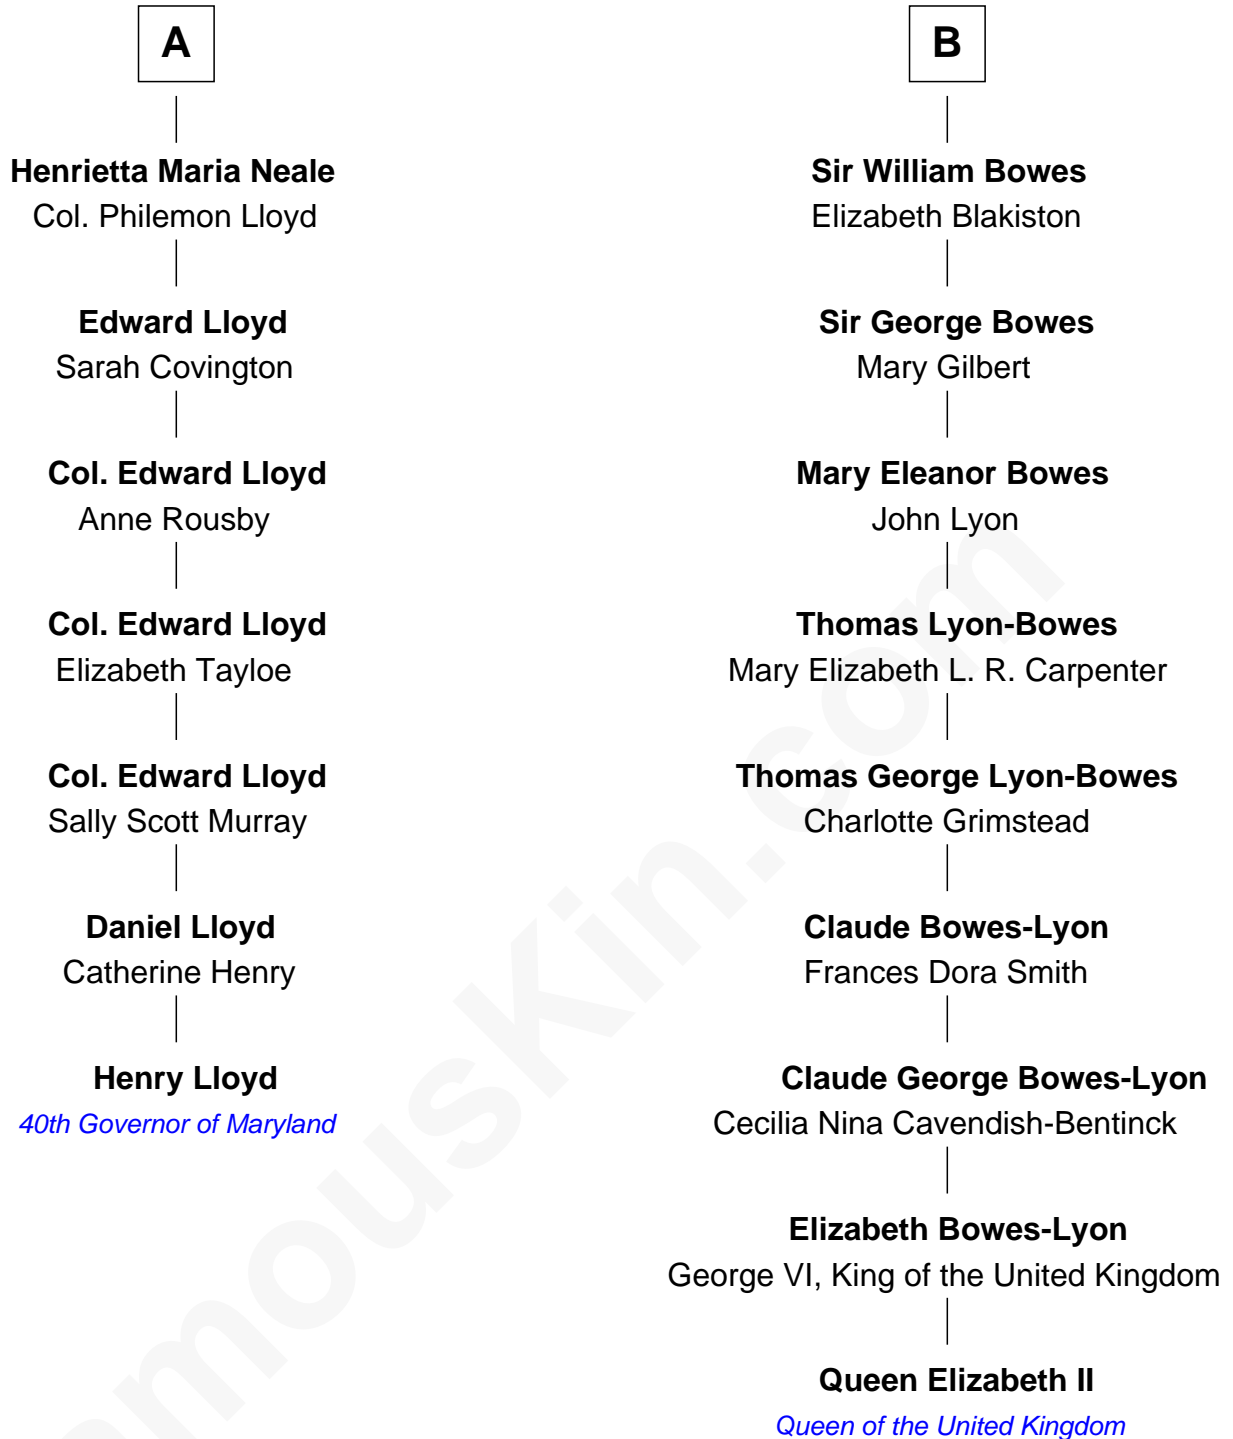 A
Henrietta Maria Neale
Col. Philemon Lloyd
Edward Lloyd
Sarah Covington
Col. Edward Lloyd
Anne Rousby
Col. Edward Lloyd
Elizabeth Tayloe
Col. Edward Lloyd
Sally Scott Murray
Daniel Lloyd
Catherine Henry
Henry Lloyd
40th Governor of Maryland
B
Sir William Bowes
Elizabeth Blakiston
Sir George Bowes
Mary Gilbert
Mary Eleanor Bowes
John Lyon
Thomas Lyon-Bowes
Mary Elizabeth L. R. Carpenter
Thomas George Lyon-Bowes
Charlotte Grimstead
Claude Bowes-Lyon
Frances Dora Smith
Claude George Bowes-Lyon
Cecilia Nina Cavendish-Bentinck
Elizabeth Bowes-Lyon
George VI, King of the United Kingdom
Queen Elizabeth II
Queen of the United Kingdom
amousKin.com